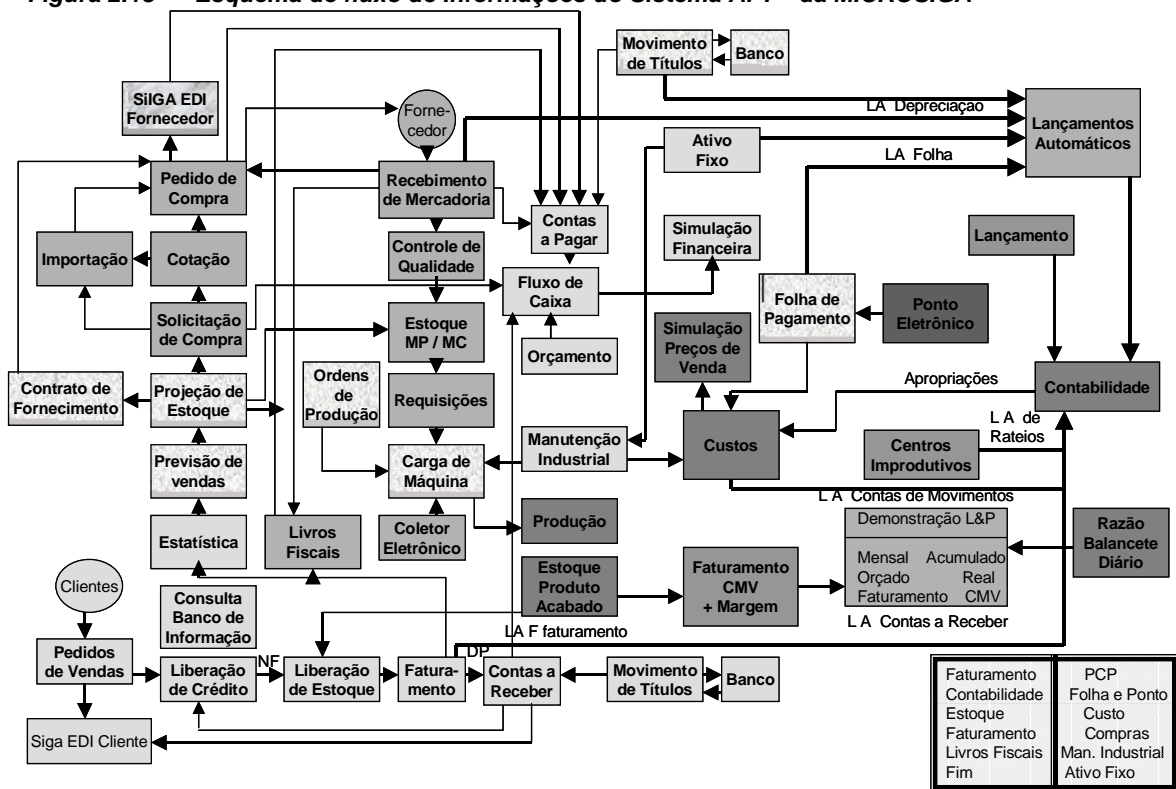 Figura 2.18 - Esquema do fluxo de informações do Sistema AP7 - da MICROSIGA
Movimento
de Títulos
Banco
SilGA EDI
Fornecedor
Forne-
cedor
LA Depreciação
Lançamentos
Automáticos
Ativo
Fixo
LA Folha
Pedido de
Compra
Recebimento
de Mercadoria
Contas
a Pagar
Simulação
Financeira
Lançamento
Importação
Cotação
Controle de
Qualidade
Fluxo de
Caixa
Folha de
Pagamento
Ponto
Eletrônico
Solicitação
de Compra
Estoque
MP / MC
Orçamento
Simulação
Preços de
Venda
Contrato de
Fornecimento
Projeção de
Estoque
Ordens
de
Produção
Requisições
Apropriações
Contabilidade
L A de
Rateios
Previsão de
vendas
Carga de
Máquina
Manutenção
Industrial
Custos
Centros
Improdutivos
L A Contas de Movimentos
Estatística
Livros
Fiscais
Coletor
Eletrônico
Produção
Demonstração L&P
Mensal Acumulado
Orçado Real
Faturamento CMV
Razão
Balancete
Diário
Clientes
Consulta
Banco de
Informação
Estoque
Produto
Acabado
Faturamento
CMV
+ Margem
L A Contas a Receber
LA F faturamento
Pedidos
de Vendas
Liberação
de Crédito
NF
Liberação
de Estoque
Fatura-
mento
DP
Contas a
Receber
Movimento
de Títulos
Banco
Siga EDI Cliente
Faturamento PCP
Contabilidade Folha e Ponto
Estoque Custo
Faturamento Compras
Livros Fiscais Man. Industrial
Fim Ativo Fixo